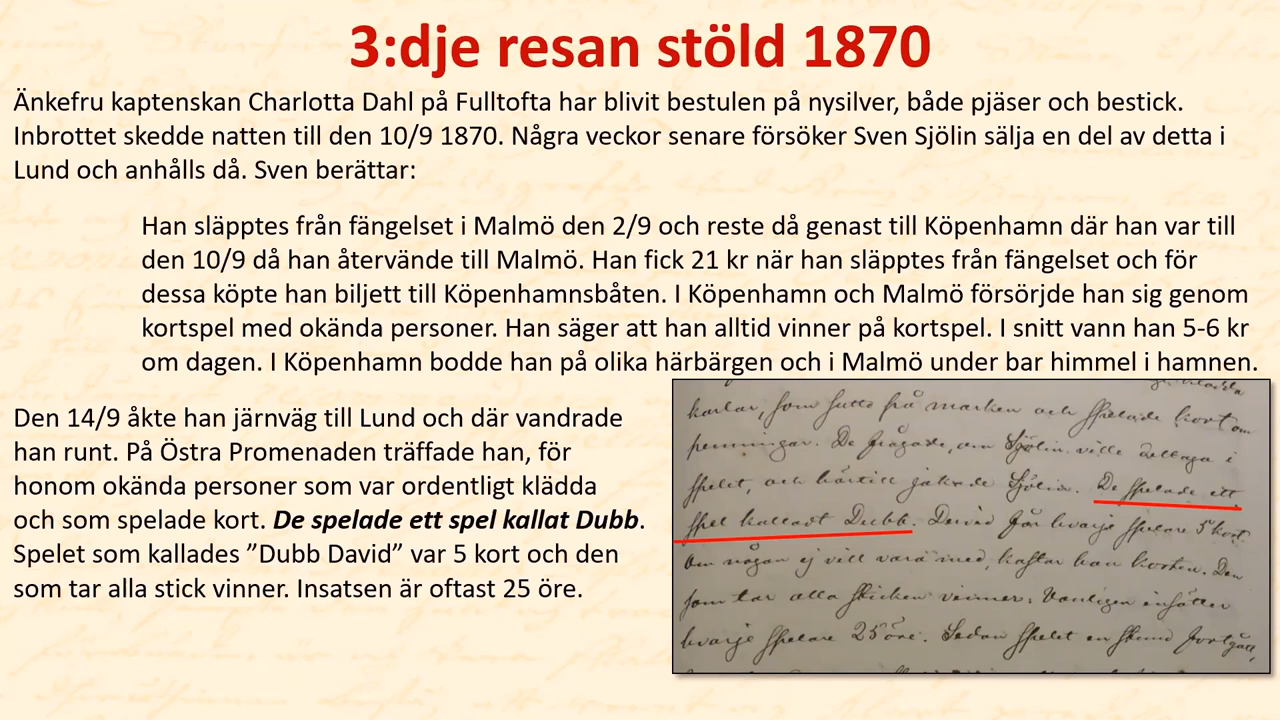 3:dje resan stöld 1870
Änkefru kaptenskan Charlotta Dahl på Fulltofta har blivit bestulen på nysilver, både pjäser och bestick.
Inbrottet skedde natten till den 10/9 1870. Några veckor senare försöker Sven Sjölin sälja en del av detta i
Lund och anhålls då. Sven berättar:
Han släpptes från fängelset i Malmö den 2/9 och reste då genast till Köpenhamn där han var till
den 10/9 då han återvände till Malmö. Han fick 21 kr när han släpptes från fängelset och för
dessa köpte han biljett till Köpenhamnsbåten. I Köpenhamn och Malmö försörjde han sig genom
kortspel med okända personer. Han säger att han alltid vinner på kortspel. I snitt vann han 5-6 kr
om dagen. I Köpenhamn bodde han på olika härbärgen och i Malmö under bar himmel i hamnen.
Den 14/9 åkte han järnväg till Lund och där vandrade
han runt. På Östra Promenaden träffade han, för
honom okända personer som var ordentligt klädda
och som spelade kort. De spelade ett spel kallat Dubb.
Spelet som kallades ”Dubb David” var 5 kort och den
som tar alla stick vinner. Insatsen är oftast 25 öre.
karlar, som sutto på marken och spelade kort om
penningar. De frågade, om Sjölin ville deltaga i
spelet, och härtill jakade Sjölin. De spelade ett
spel kalladt Dubb. Dervid får hvarje spelare 5 kort.
Om någon ej vill vara med, kastar han korten. Den
som tar alla sticken vinner. Vanligen insätter
hvarje spelare 25 öre. Sedan spelet en stund fortgått,